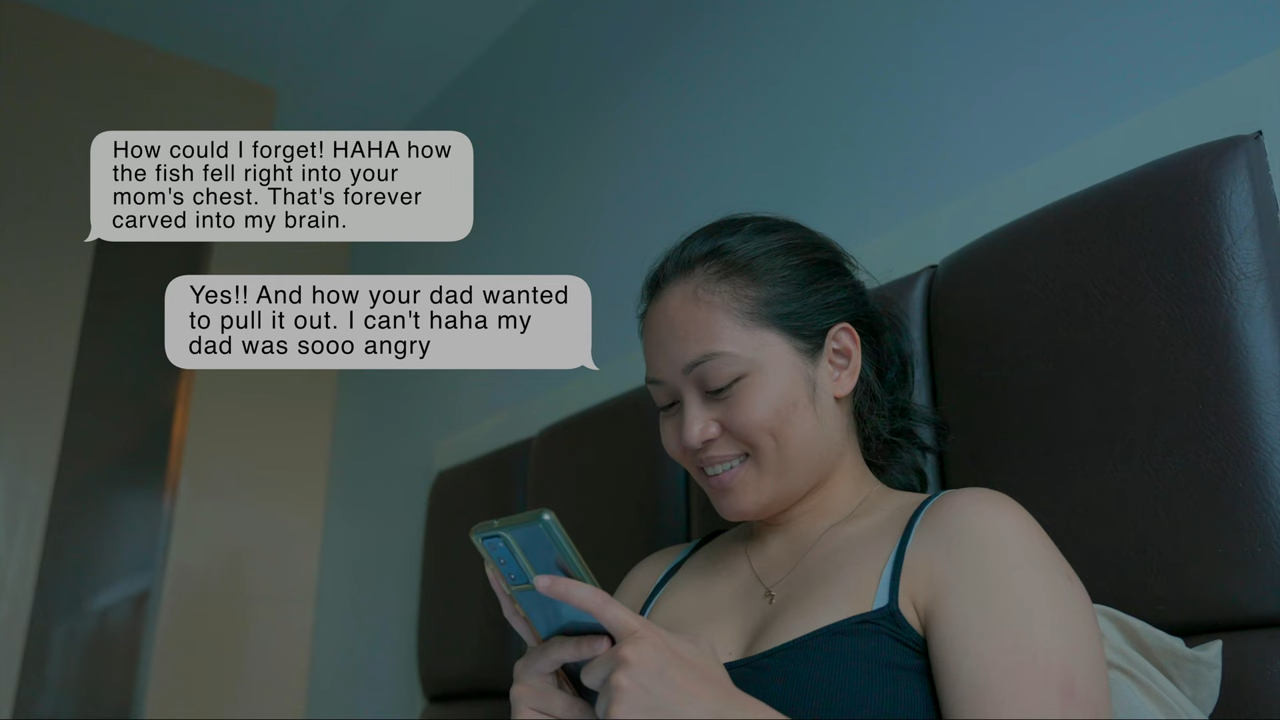 How could I forget! HAHA how
the fish fell right into your
mom's chest. That's forever
carved into my brain.
Yes!! And how your dad wanted
to pull it out. I can't haha my
dad was sooo angry